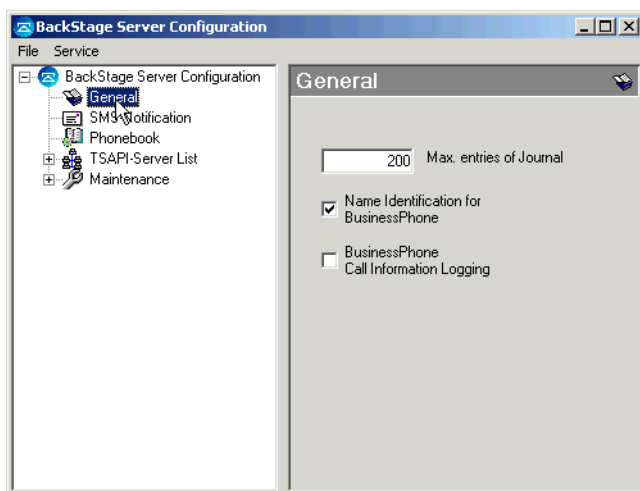 BackStage Server Configuration
File Service
BackStage Server Configuration
General
SMS Notification
Phonebook
TSAPI-Server List
Maintenance
General
200 Max. entries of Journal
Name Identification for
BusinessPhone
BusinessPhone
Call Information Logging